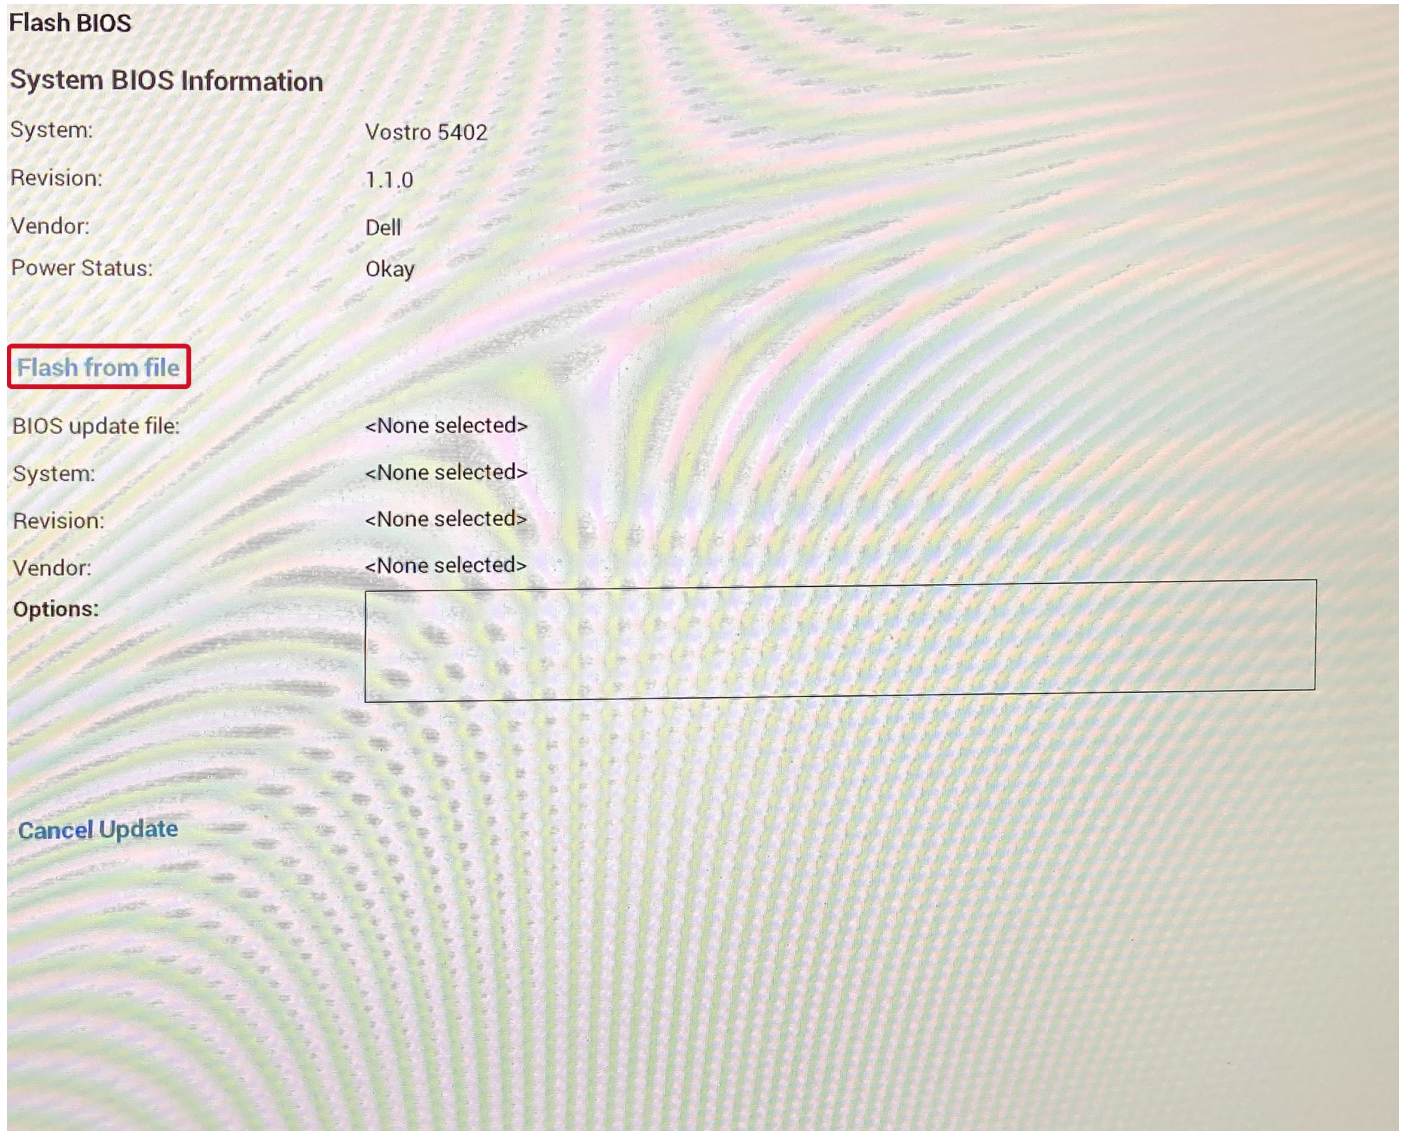 Flash BIOS
System BIOS Information
System: Vostro 5402
Revision: 1.1.0
Vendor: Dell
Power Status: Okay
Flash from file
BIOS update file: <None selected>
System: <None selected>
Revision: <None selected>
Vendor: <None selected>
Options:
Cancel Update